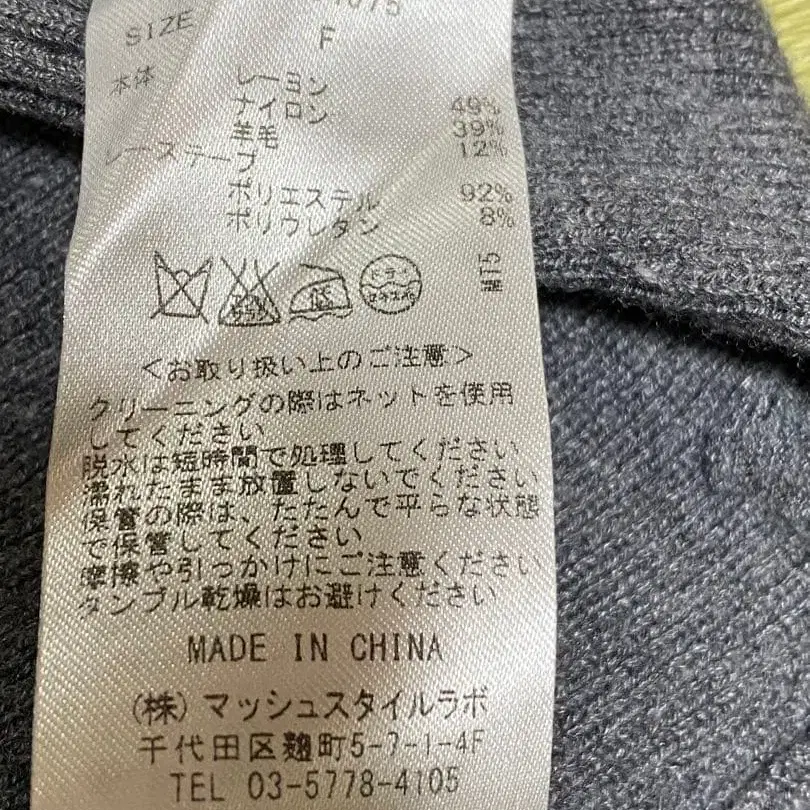 SIZE F
本体
レーヨン 49%
ナイロン 39%
羊毛 12%
レーステープ
ポリエステル 92%
ポリウレタン 8%
MT5
<お取り扱い上のご注意>
クリーニングの際はネットを使用
してください
脱水は短時間で処理してください
濡れたまま放置しないでください
保管の際は、たたんで平らな状態
で保管してください
摩擦や引っかけにご注意ください
タンブル乾燥はお避けください
MADE IN CHINA
(株)マッシュスタイルラボ
千代田区麹町5-7-1-4F
TEL 03-5778-4105